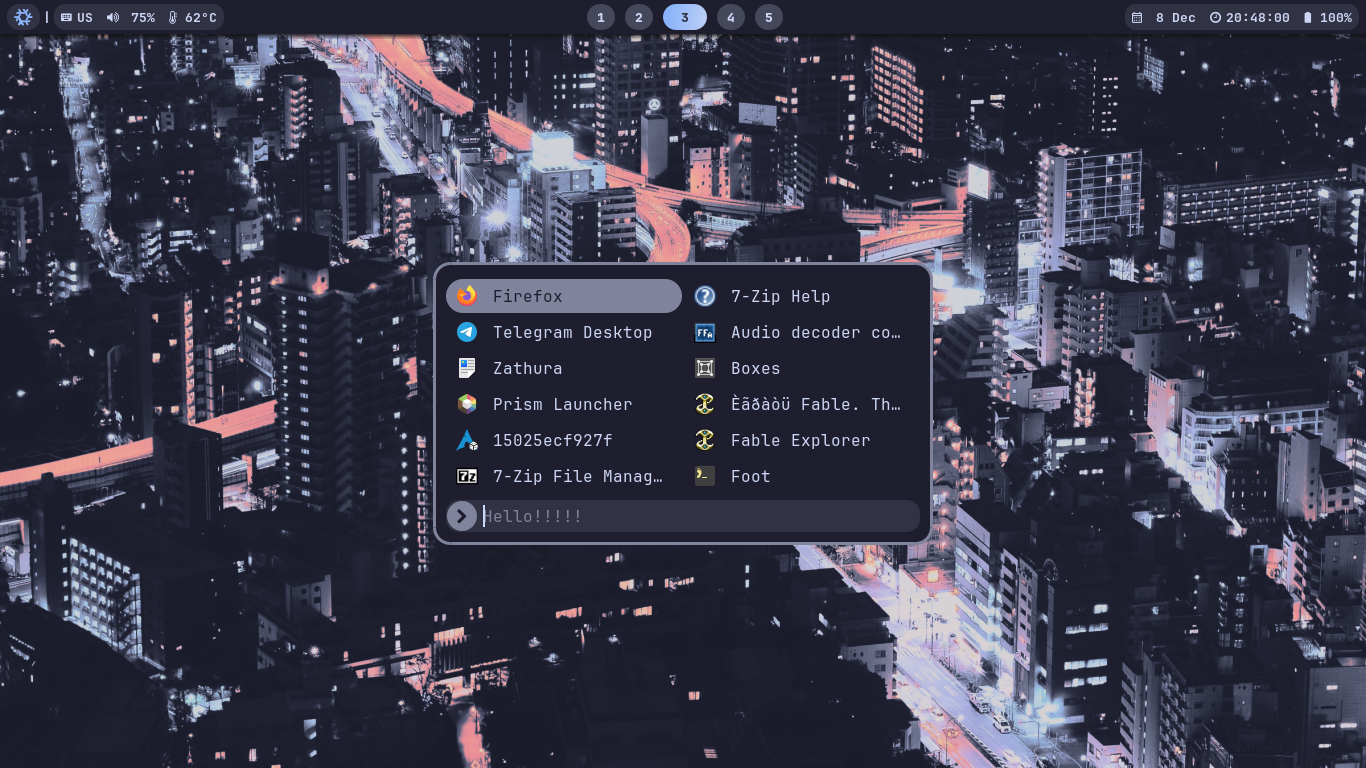 US 75% 62°C
1 2 3 4 5
8 Dec 20:48:00 100%
Firefox
7-Zip Help
Telegram Desktop
Audio decoder co…
Zathura
Boxes
Prism Launcher
Èãðàòü Fable. Th…
15025ecf927f
Fable Explorer
7-Zip File Manag…
Foot
Hello!!!!!